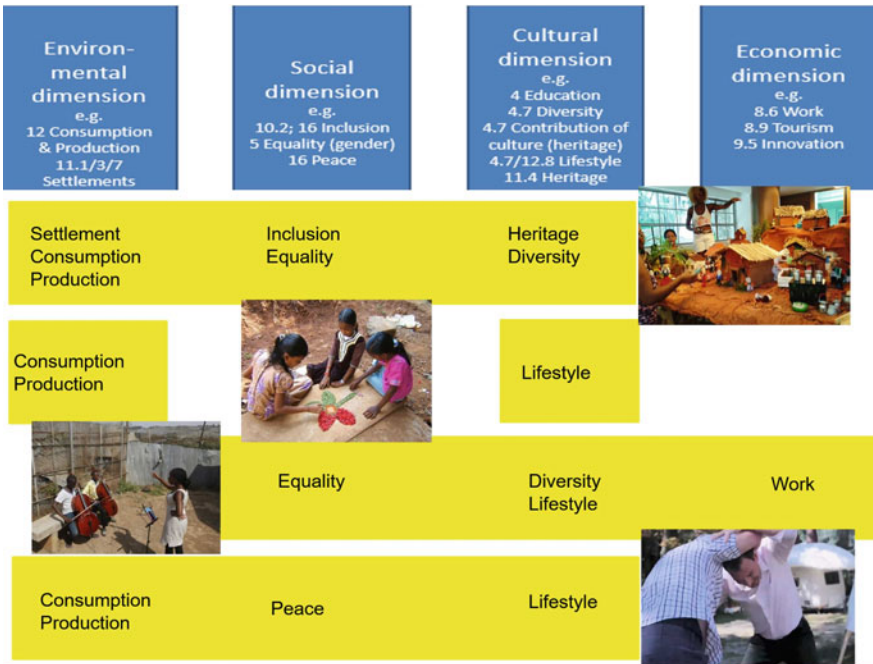 Environ-
mental
dimension
e.g.
12 Consumption
& Production
11.1/3/7
Settlements
Social
dimension
e.g.
10.2; 16 Inclusion
5 Equality (gender)
16 Peace
Cultural
dimension
e.g.
4 Education
4.7 Diversity
4.7 Contribution of
culture (heritage)
4.7/12.8 Lifestyle
11.4 Heritage
Economic
dimension
e.g.
8.6 Work
8.9 Tourism
9.5 Innovation
Settlement
Consumption
Production
Inclusion
Equality
Heritage
Diversity
Consumption
Production
Lifestyle
Equality
Diversity
Lifestyle
Work
Consumption
Production
Peace
Lifestyle